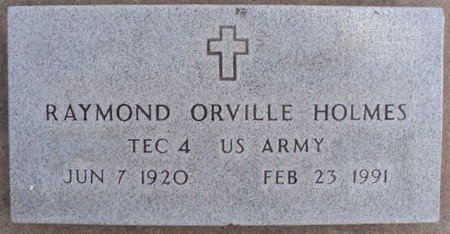 RAYMOND ORVILLE HOLMES
TEC 4 US ARMY
JUN 7 1920 FEB 23 1991